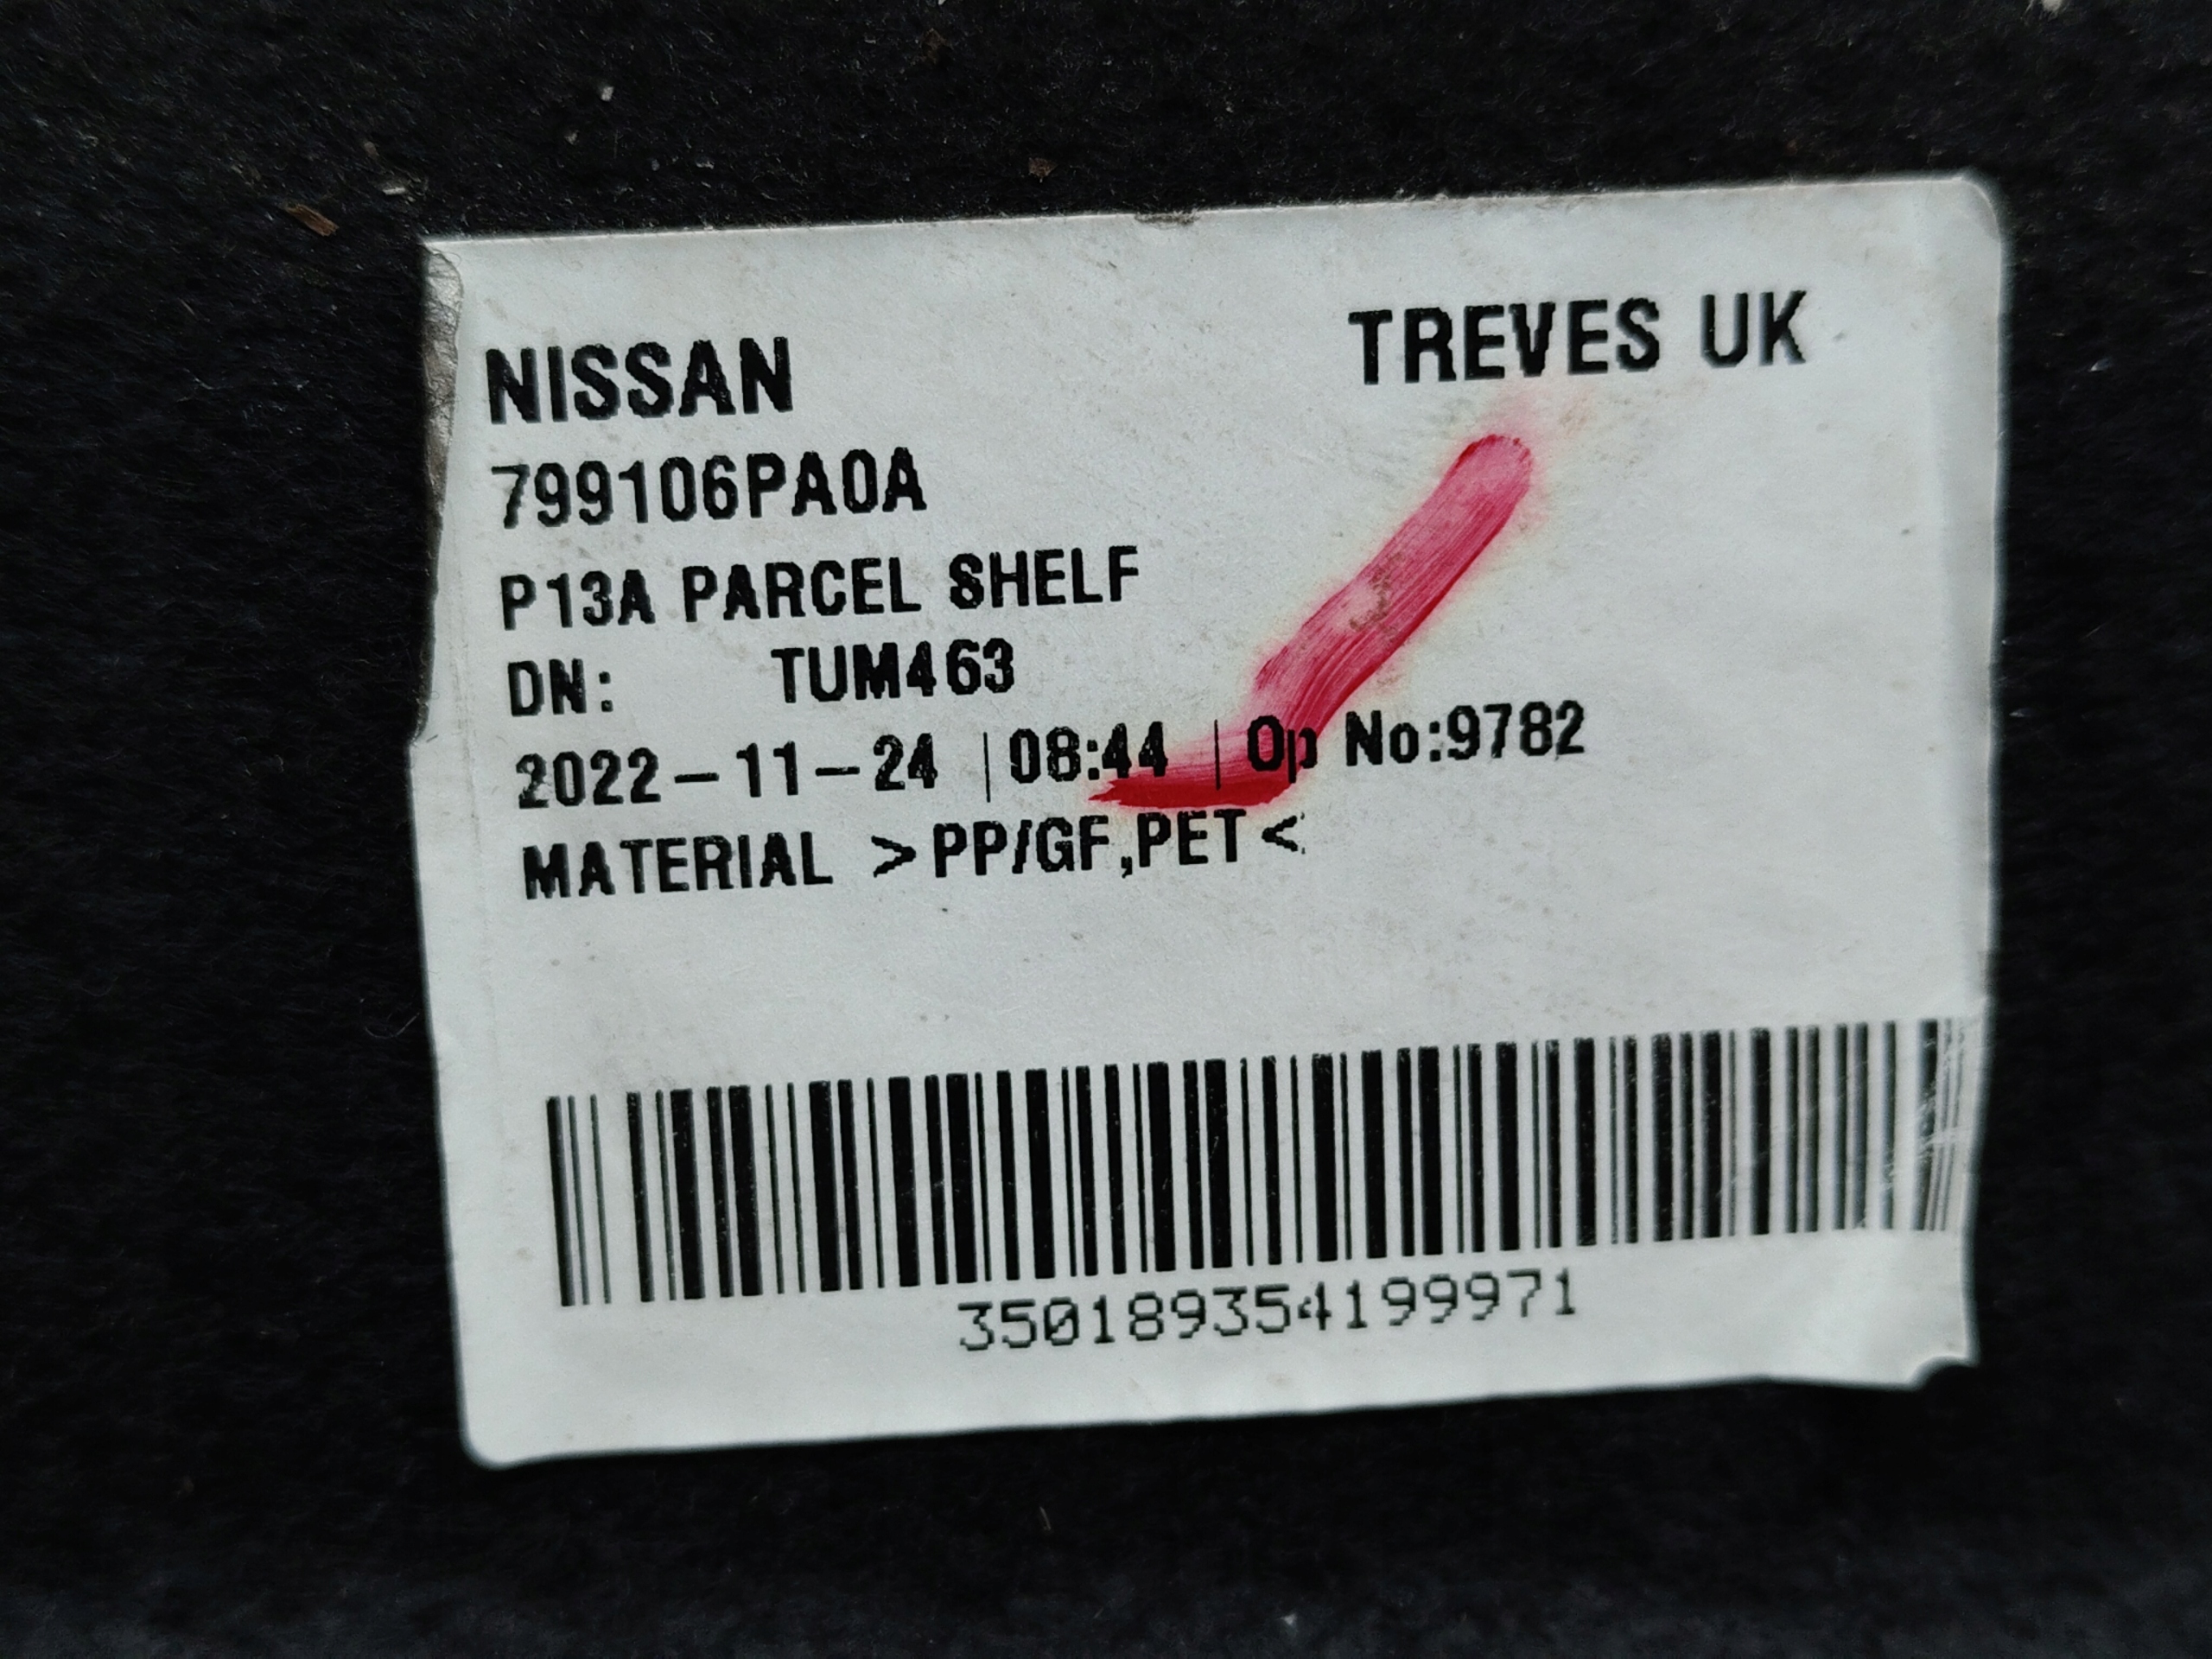 NISSAN TREVES UK
799106PA0A
P13A PARCEL SHELF
DN: TUM463
2022-11-24 |08:44 |Op No:9782
MATERIAL >PP/GF,PET<
350189354199971